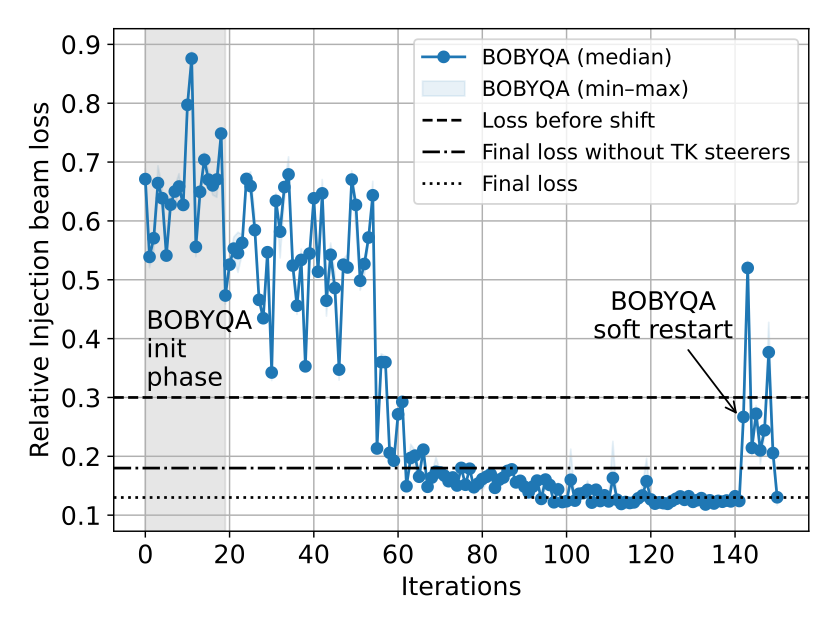 0.9
0.8
0.7
0.6
0.5
0.4
0.3
0.2
0.1
Relative Injection beam loss
BOBYQA (median)
BOBYQA (min–max)
Loss before shift
Final loss without TK steerers
Final loss
BOBYQA
init
phase
BOBYQA
soft restart
0 20 40 60 80 100 120 140
Iterations